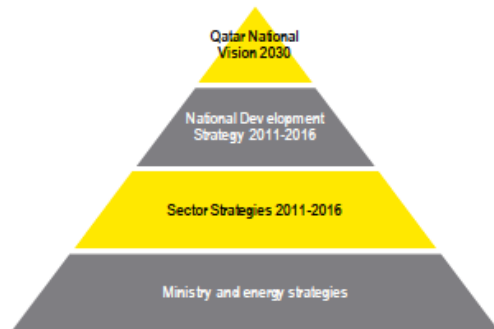 Qatar National
Vision 2030
National Development
Strategy 2011-2016
Sector Strategies 2011-2016
Ministry and energy strategies